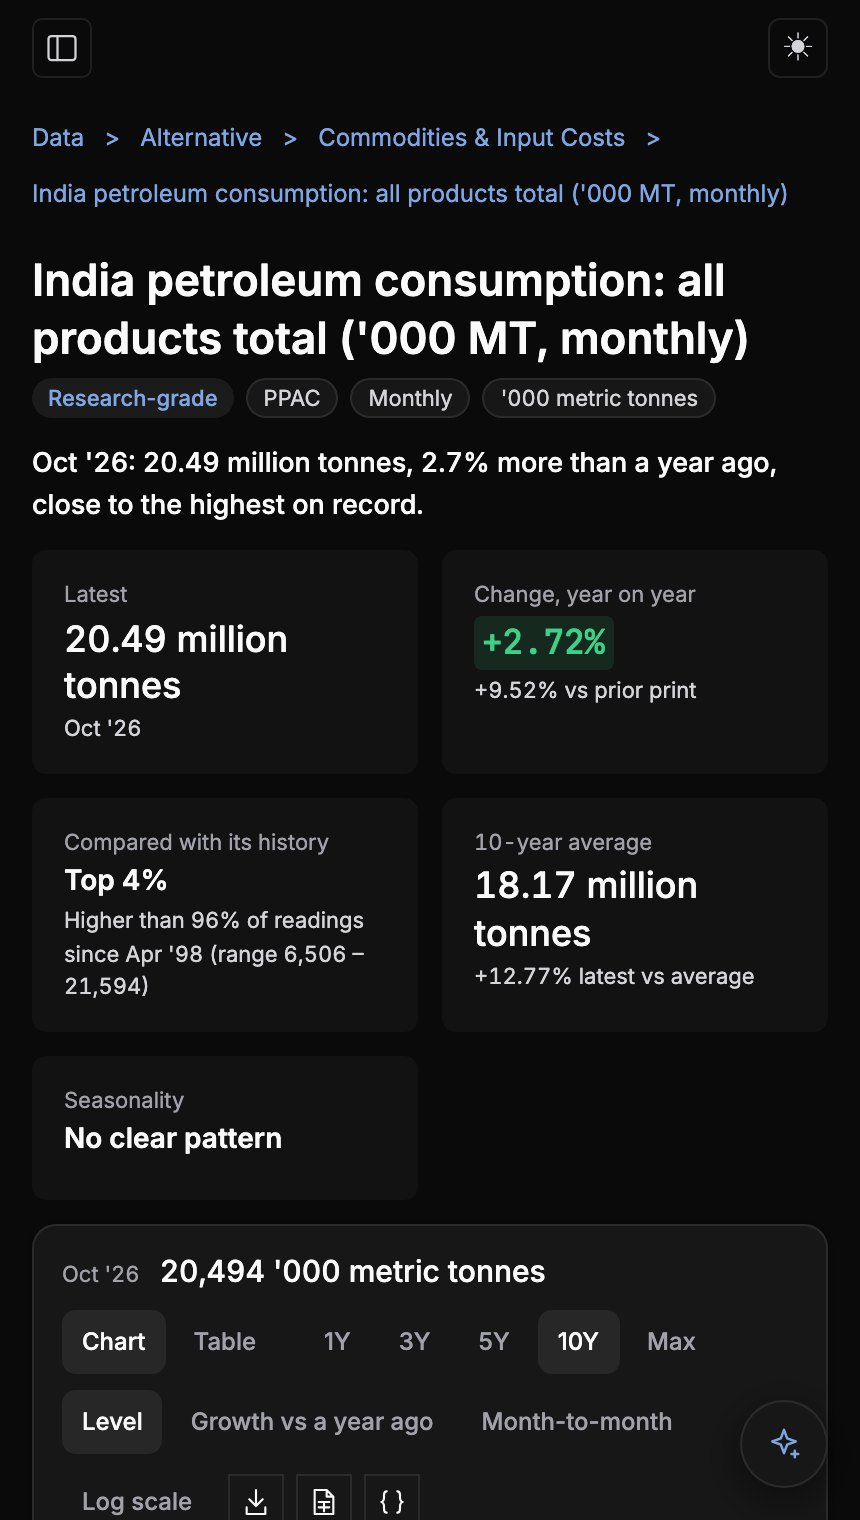 Data > Alternative > Commodities & Input Costs >
India petroleum consumption: all products total ('000 MT, monthly)
India petroleum consumption: all
products total ('000 MT, monthly)
Research-grade PPAC Monthly '000 metric tonnes
Oct '26: 20.49 million tonnes, 2.7% more than a year ago,
close to the highest on record.
Latest
20.49 million
tonnes
Oct '26
Change, year on year
+2.72%
+9.52% vs prior print
Compared with its history
Top 4%
Higher than 96% of readings
since Apr '98 (range 6,506 –
21,594)
10-year average
18.17 million
tonnes
+12.77% latest vs average
Seasonality
No clear pattern
Oct '26 20,494 '000 metric tonnes
Chart Table 1Y 3Y 5Y 10Y Max
Level Growth vs a year ago Month-to-month
Log scale {}